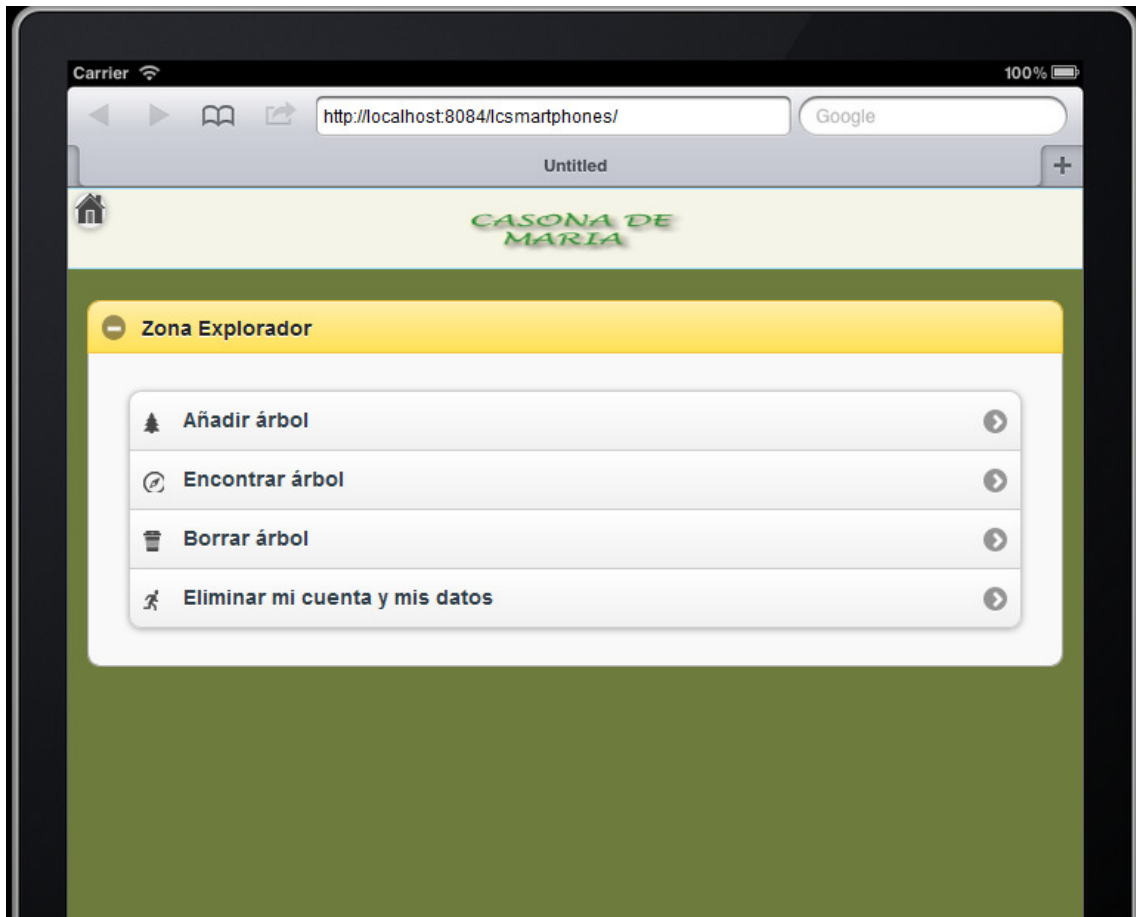 Carrier 100%
http://localhost:8084/lcsmartphones/ Google
Untitled
CASONA DE
MARIA
Zona Explorador
Añadir árbol
Encontrar árbol
Borrar árbol
Eliminar mi cuenta y mis datos